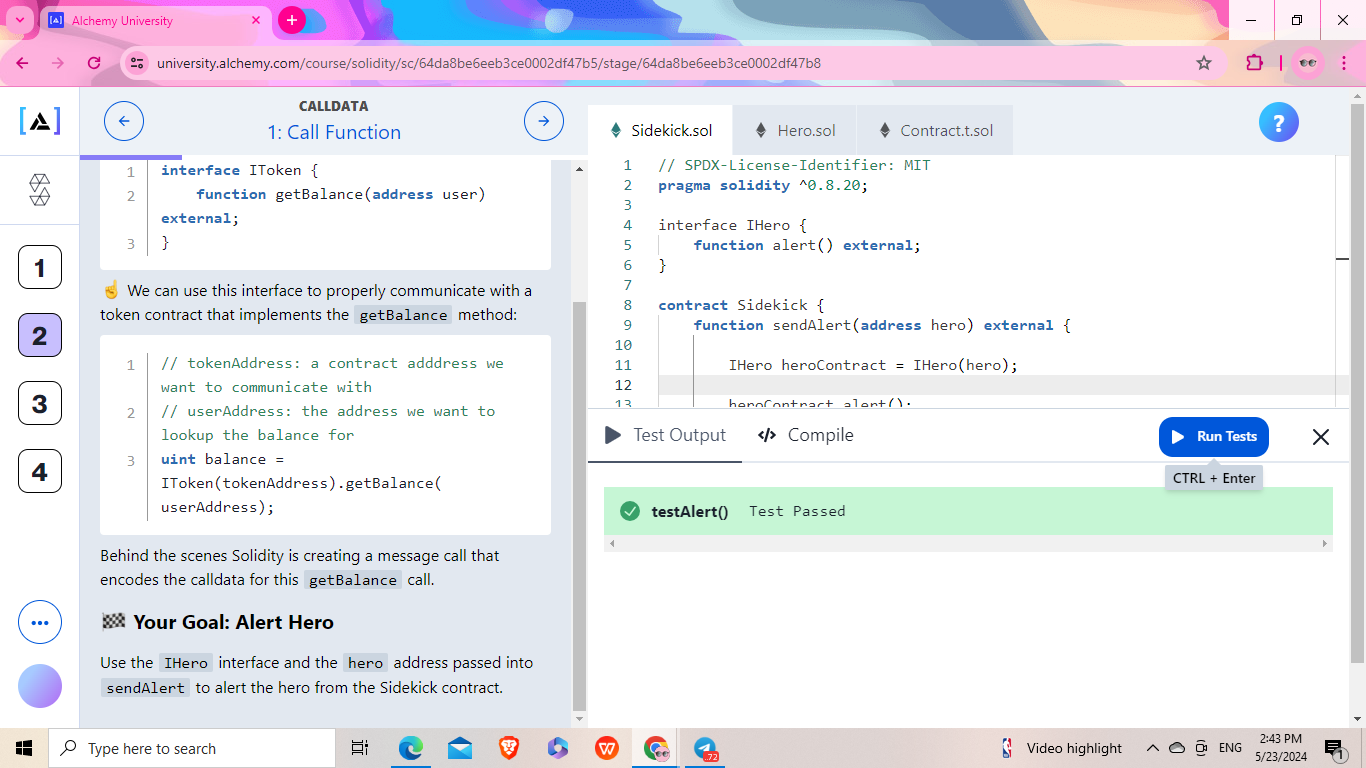 Alchemy University
university.alchemy.com/course/solidity/sc/64da8be6eeb3ce0002df47b5/stage/64da8be6eeb3ce0002df47b8
CALLDATA
1: Call Function
1 interface IToken {
2 function getBalance(address user)
external;
3 }
☝ We can use this interface to properly communicate with a
token contract that implements the getBalance method:
1 // tokenAddress: a contract adddress we
want to communicate with
2 // userAddress: the address we want to
lookup the balance for
3 uint balance =
IToken(tokenAddress).getBalance(
userAddress);
Behind the scenes Solidity is creating a message call that
encodes the calldata for this getBalance call.
🏁 Your Goal: Alert Hero
Use the IHero interface and the hero address passed into
sendAlert to alert the hero from the Sidekick contract.
1
2
3
4
Sidekick.sol
Hero.sol
Contract.t.sol
?
1 // SPDX-License-Identifier: MIT
2 pragma solidity ^0.8.20;
3
4 interface IHero {
5 function alert() external;
6 }
7
8 contract Sidekick {
9 function sendAlert(address hero) external {
10
11 IHero heroContract = IHero(hero);
12
13 heroContract.alert();
Test Output
Compile
Run Tests
CTRL + Enter
testAlert() Test Passed
Type here to search
72
Video highlight
ENG
2:43 PM
5/23/2024
1